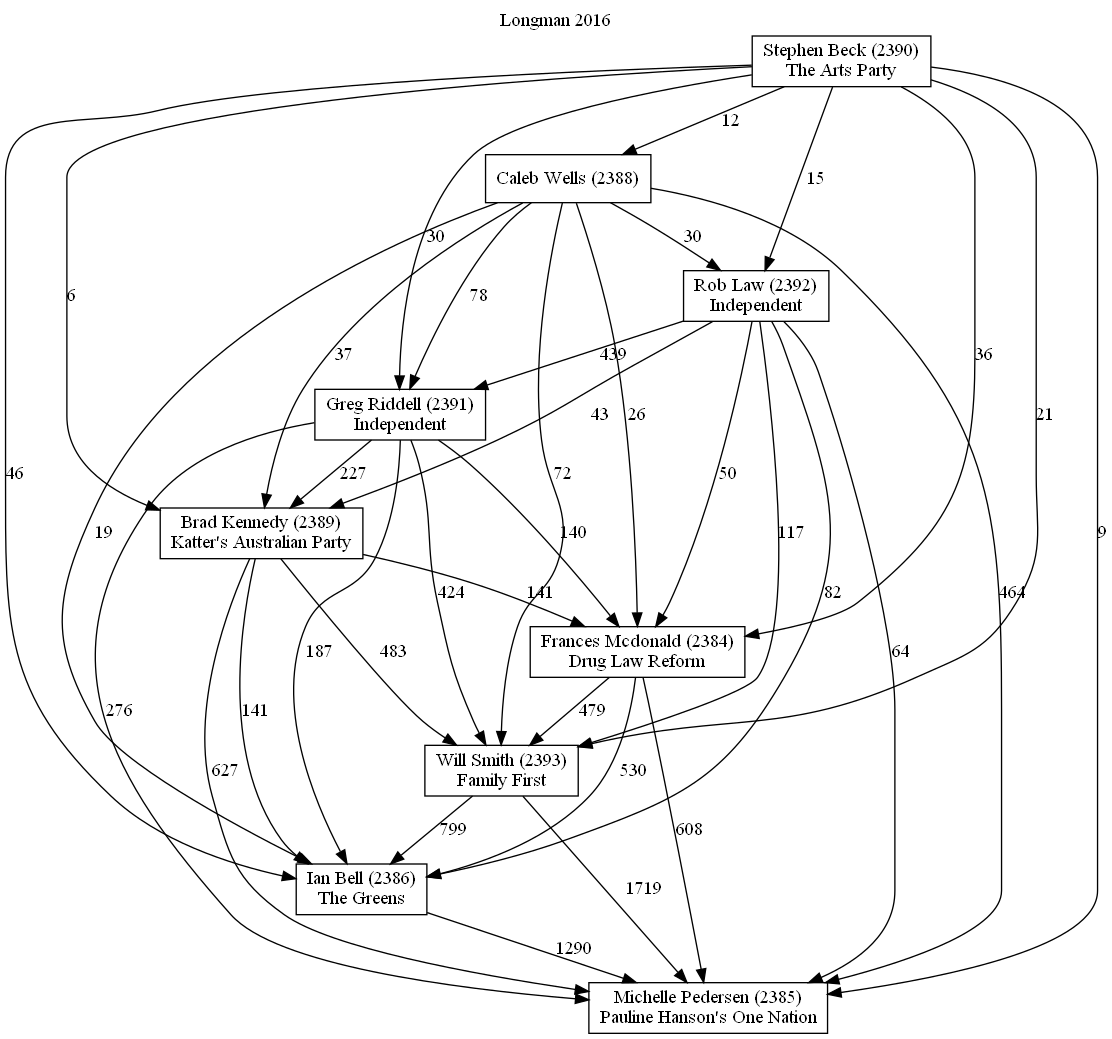 Longman 2016
Stephen Beck (2390)
The Arts Party
12
Caleb Wells (2388)
15
30
30
Rob Law (2392)
Independent
6
78
37
439
36
Greg Riddell (2391)
Independent
43
26
21
46
227
72
50
Brad Kennedy (2389)
Katter's Australian Party
19
140
117
9
424
141
82
464
187
483
Frances Mcdonald (2384)
Drug Law Reform
64
276
141
479
Will Smith (2393)
Family First
627
530
799
608
Ian Bell (2386)
The Greens
1719
1290
Michelle Pedersen (2385)
Pauline Hanson's One Nation